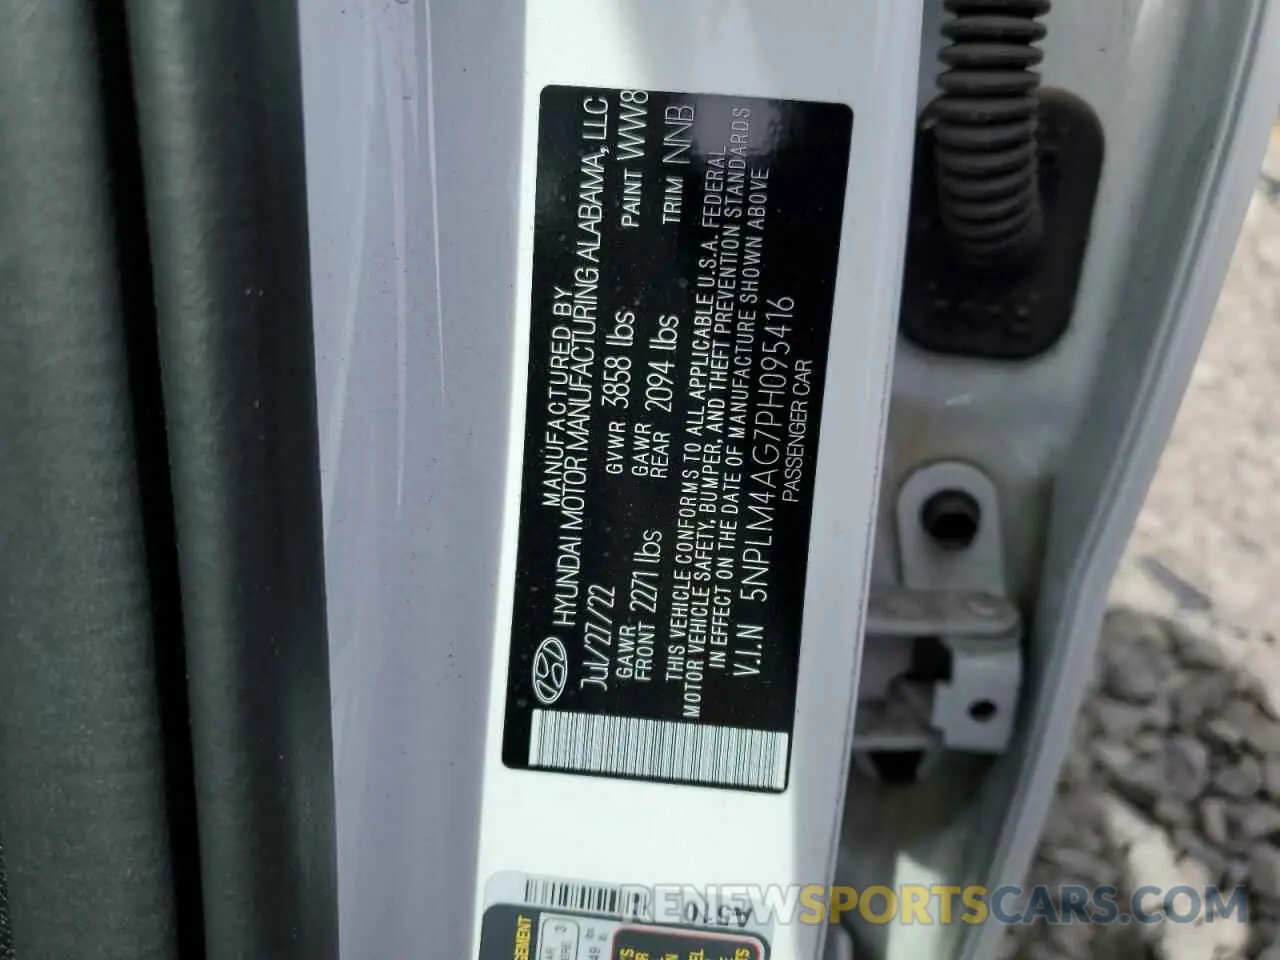 MANUFACTURED BY
HYUNDAI MOTOR MANUFACTURING ALABAMA, LLC
Jul/27/22 GVWR 3858 lbs PAINT WW8
GAWR FRONT 2271 lbs GAWR REAR 2094 lbs TRIM NNB
THIS VEHICLE CONFORMS TO ALL APPLICABLE U.S.A. FEDERAL
MOTOR VEHICLE SAFETY, BUMPER, AND THEFT PREVENTION STANDARDS
IN EFFECT ON THE DATE OF MANUFACTURE SHOWN ABOVE
V.I.N 5NPLM4AG7PH095416
PASSENGER CAR
A510
RENEWSPORTSCARS.COM